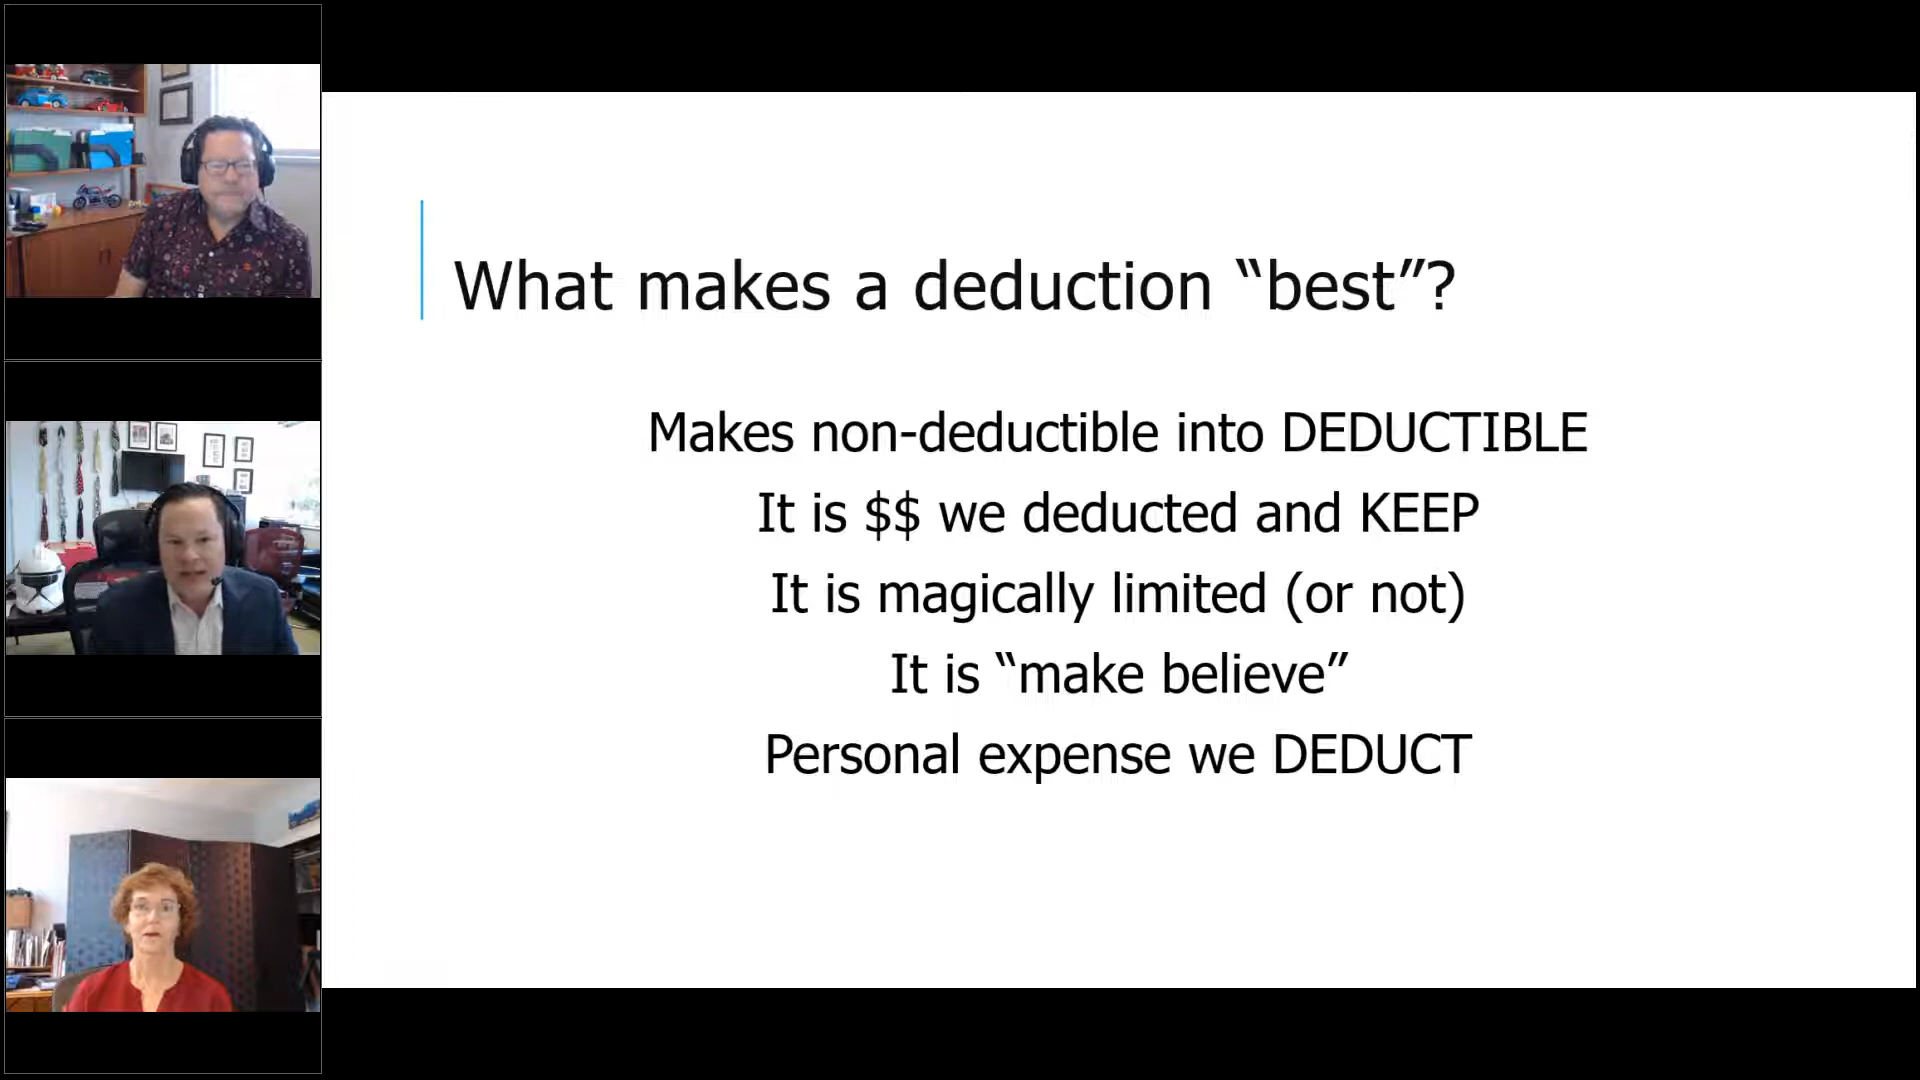 What makes a deduction “best”?
Makes non-deductible into DEDUCTIBLE
It is $$ we deducted and KEEP
It is magically limited (or not)
It is “make believe”
Personal expense we DEDUCT